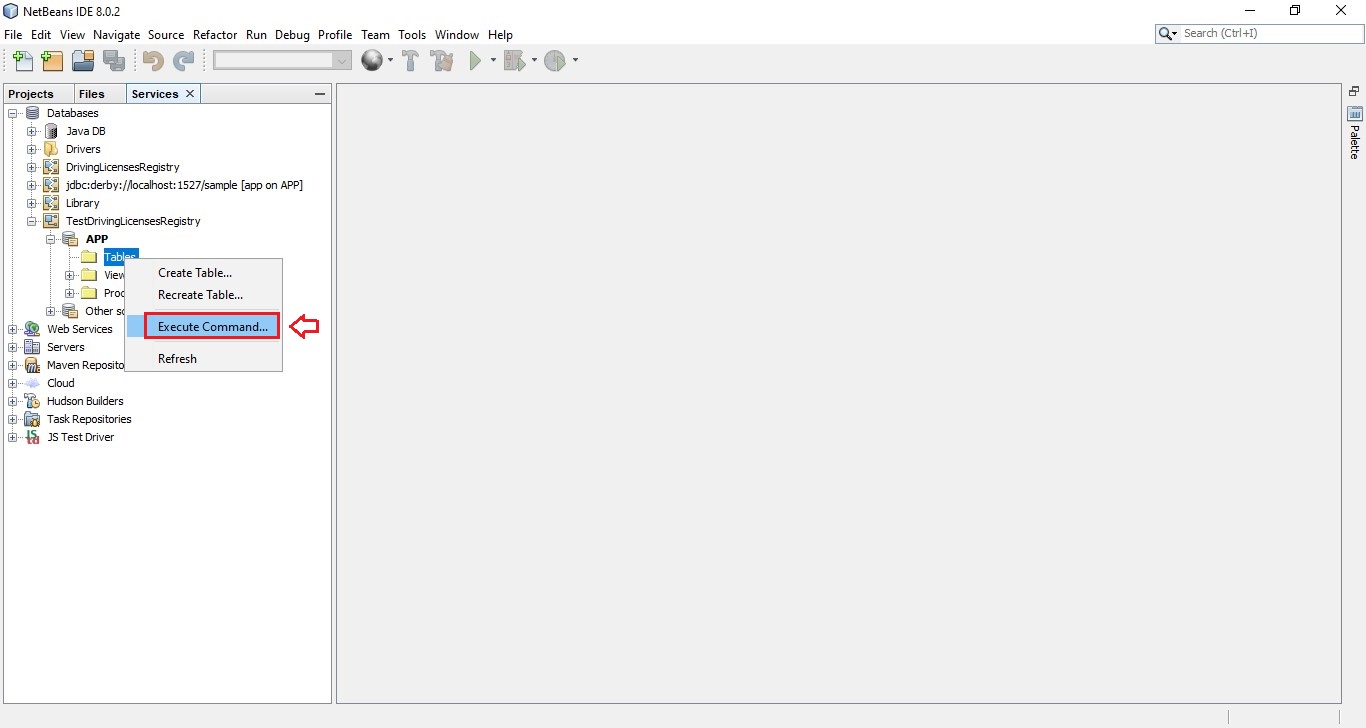 NetBeans IDE 8.0.2
File Edit View Navigate Source Refactor Run Debug Profile Team Tools Window Help
Search (Ctrl+I)
Projects Files Services
Databases
Java DB
Drivers
DrivingLicensesRegistry
jdbc:derby://localhost:1527/sample [app on APP]
Library
TestDrivingLicensesRegistry
APP
Tables
View
Proc
Other sc
Web Services
Servers
Maven Reposito
Cloud
Hudson Builders
Task Repositories
JS Test Driver
Create Table...
Recreate Table...
Execute Command...
Refresh
Palette